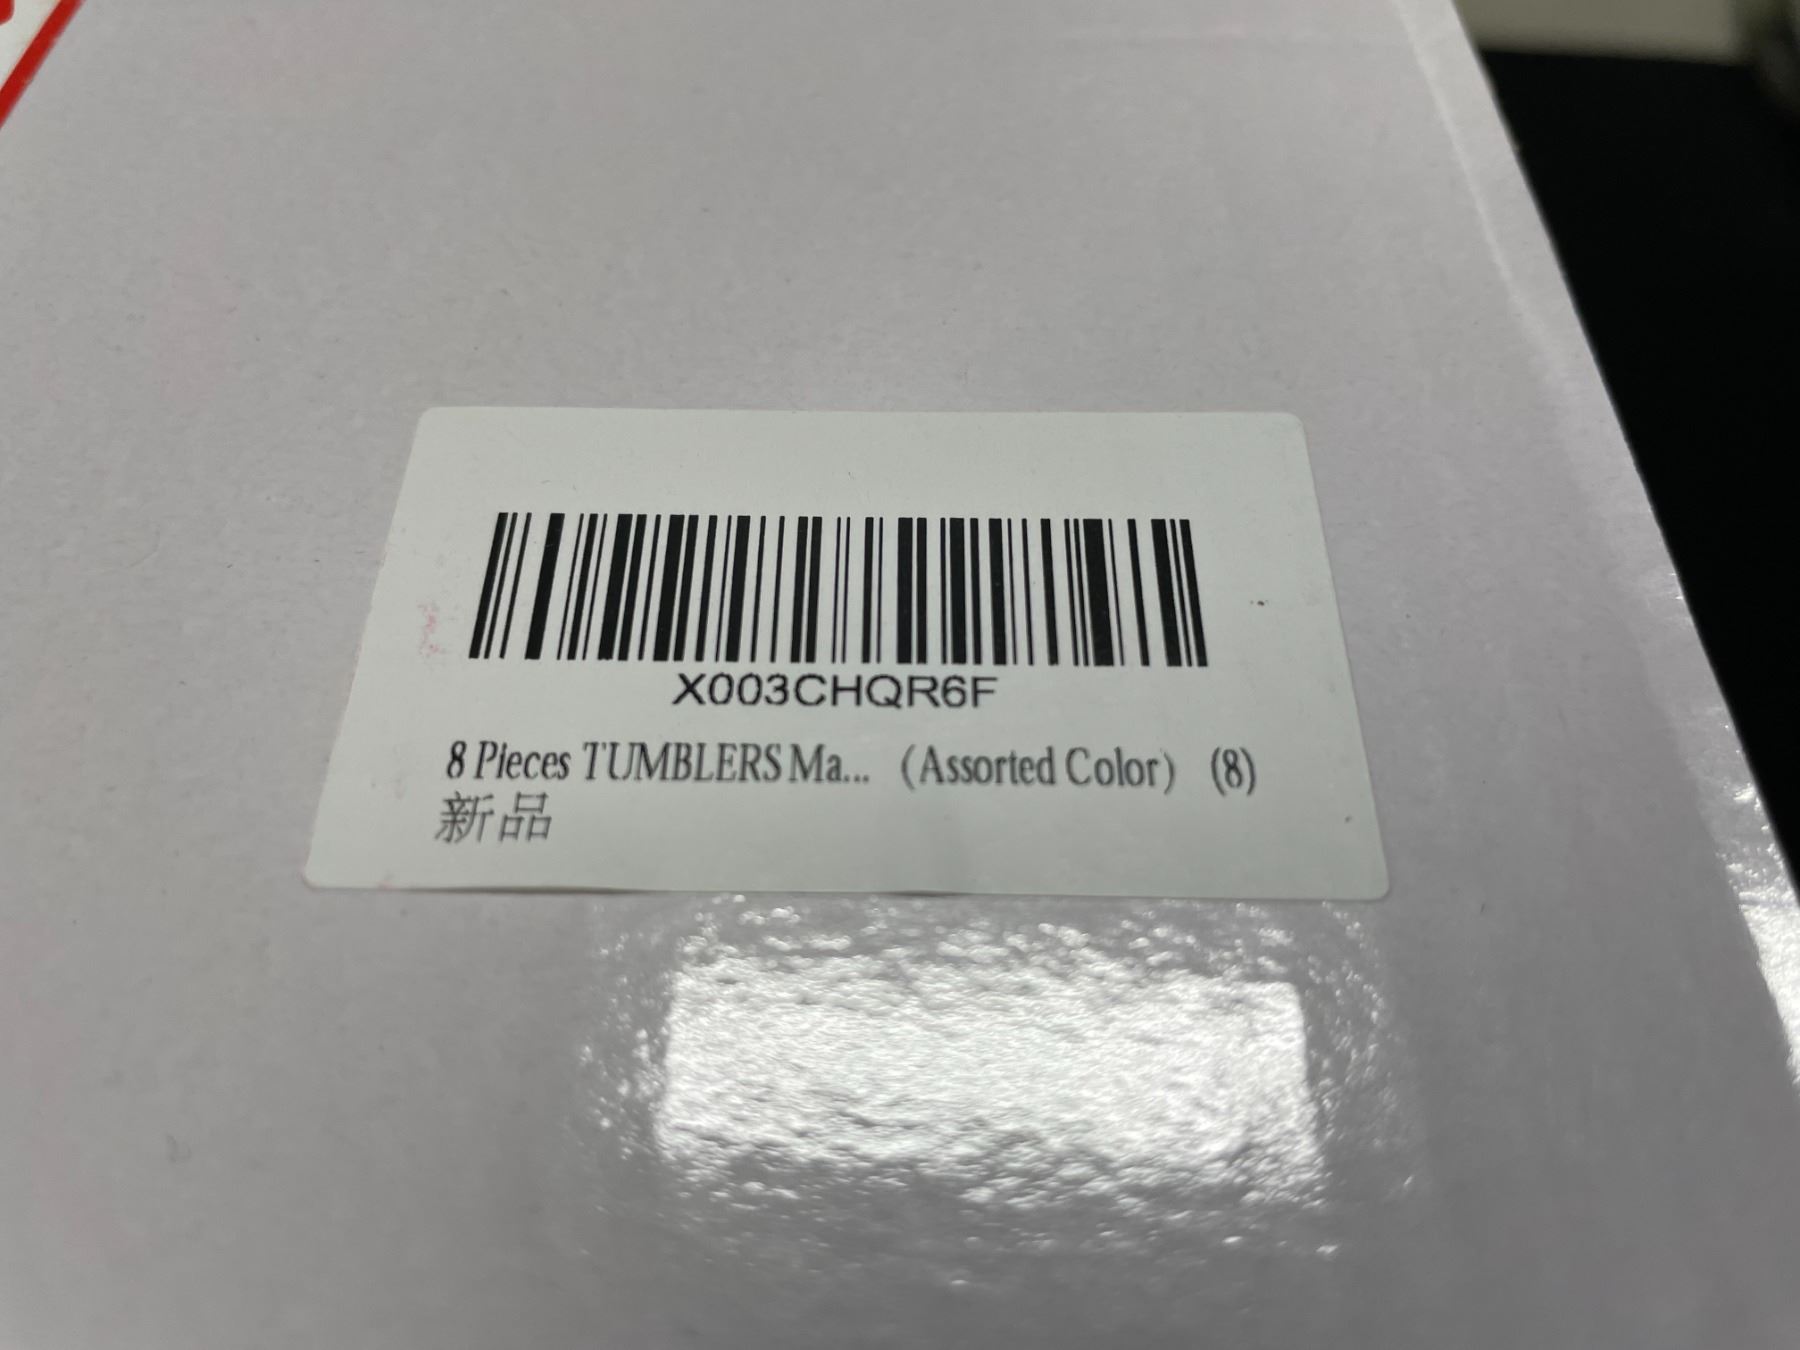 X003CHQR6F
8 Pieces TUMBLERS Ma... （Assorted Color） (8)
新品